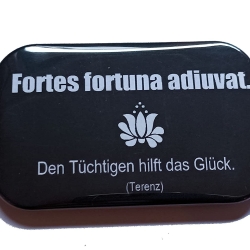 Fortes fortuna adiuvat.
Den Tüchtigen hilft das Glück.
(Terenz)